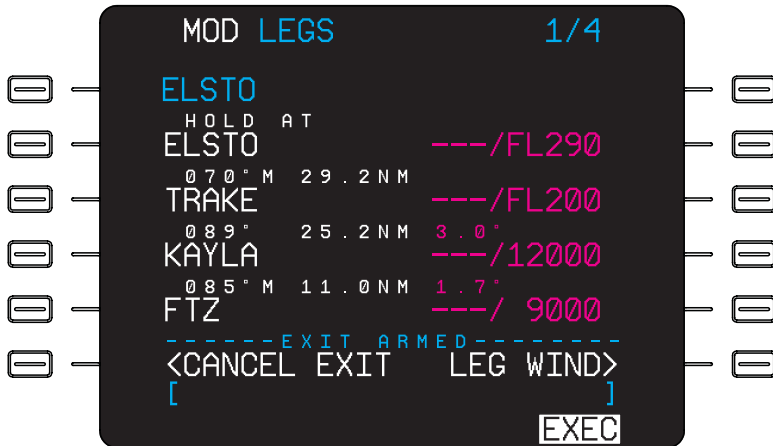 MOD LEGS 1/4
ELSTO
HOLD AT
ELSTO ---/FL290
070°M 29.2NM
TRAKE ---/FL200
089° 25.2NM 3.0°
KAYLA ---/12000
085°M 11.0NM 1.7°
FTZ ---/ 9000
------EXIT ARMED--------
<CANCEL EXIT LEG WIND>
[ ]
EXEC